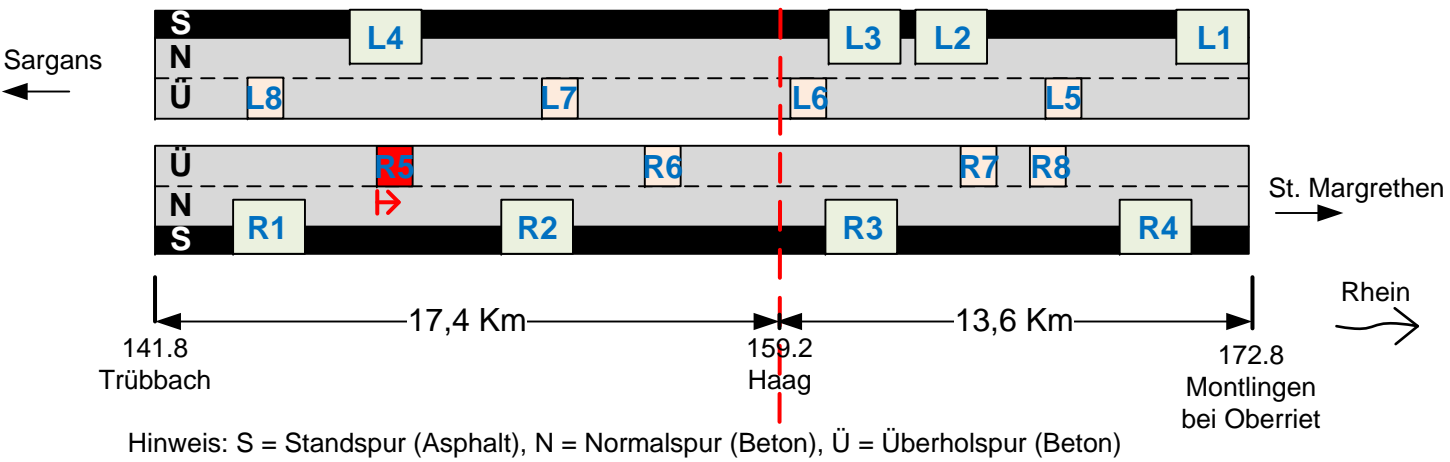 S L4 L3 L2 L1
N
Ü L8 L7 L6 L5
Sargans
Ü R5 R6 R7 R8
N
S R1 R2 R3 R4
St. Margrethen
17,4 Km 13,6 Km
Rhein
141.8
Trübbach
159.2
Haag
172.8
Montlingen
bei Oberriet
Hinweis: S = Standspur (Asphalt), N = Normalspur (Beton), Ü = Überholspur (Beton)